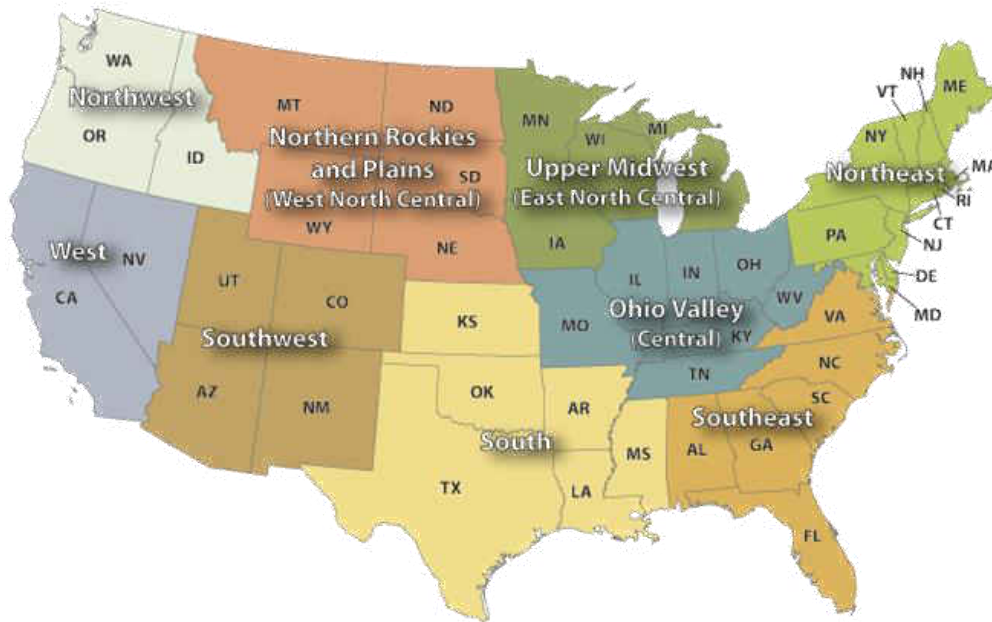 WA
Northwest
OR
ID
MT
ND
Northern Rockies
and Plains
(West North Central)
SD
WY
NE
MN
WI
MI
Upper Midwest
(East North Central)
IA
ME
NH
VT
NY
MA
Northeast
RI
CT
PA
NJ
DE
MD
West
NV
CA
UT
CO
Southwest
AZ
NM
KS
OK
AR
South
TX
LA
MS
IL
IN
OH
WV
Ohio Valley
(Central)
MO
KY
TN
VA
NC
SC
Southeast
AL
GA
FL